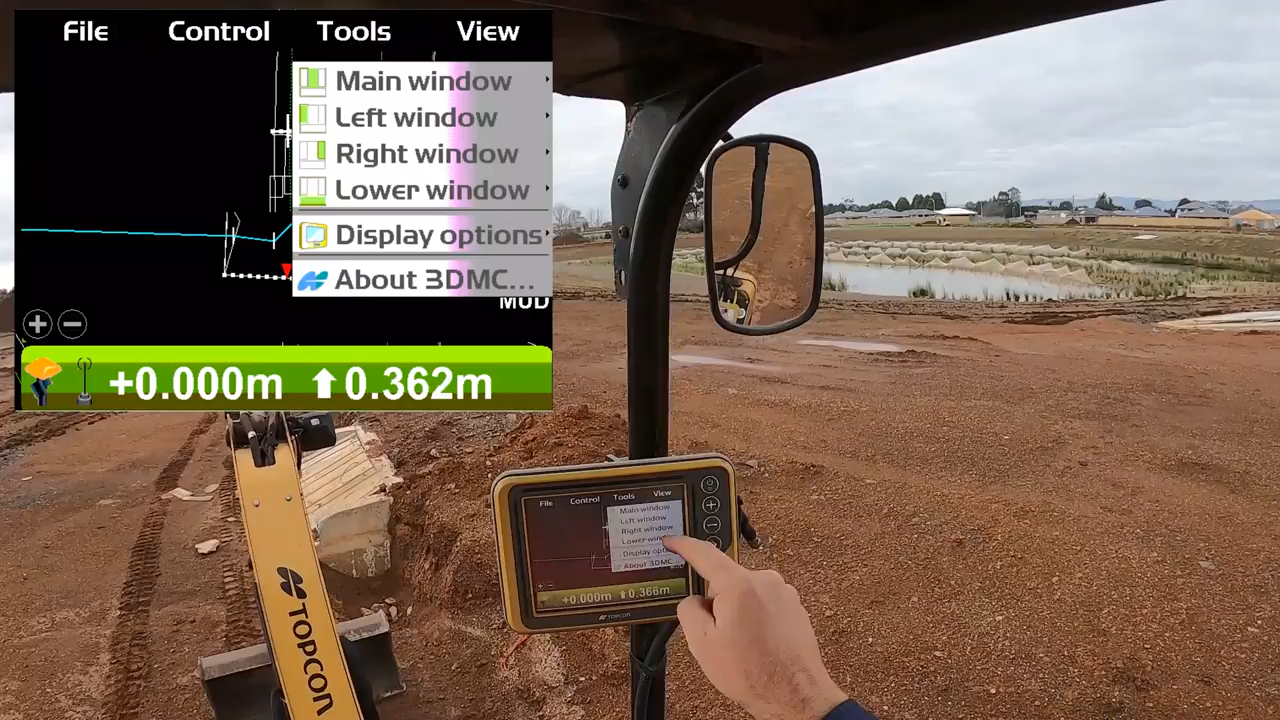 File Control Tools View
Main window
Left window
Right window
Lower window
Display options
About 3DMC...
MUD
+0.000m 0.362m
File Control Tools View
Main window
Left window
Right window
Lower
Display
About 3DMC...
+0.000m 0.366m
TOPCON
TOPCON